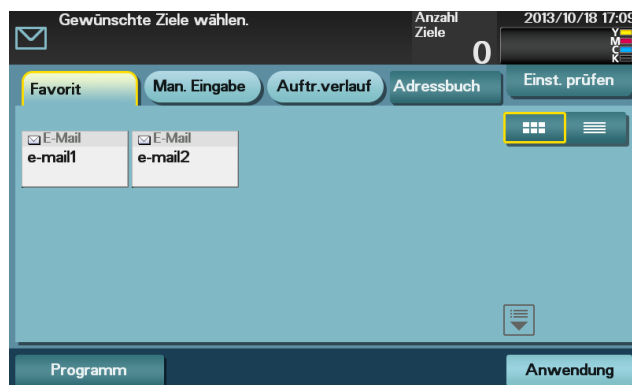 Gewünschte Ziele wählen.
Anzahl
Ziele
0
2013/10/18 17:09
Y
M
C
K
Favorit
Man. Eingabe
Auftr.verlauf
Adressbuch
Einst. prüfen
E-Mail
e-mail1
E-Mail
e-mail2
Programm
Anwendung